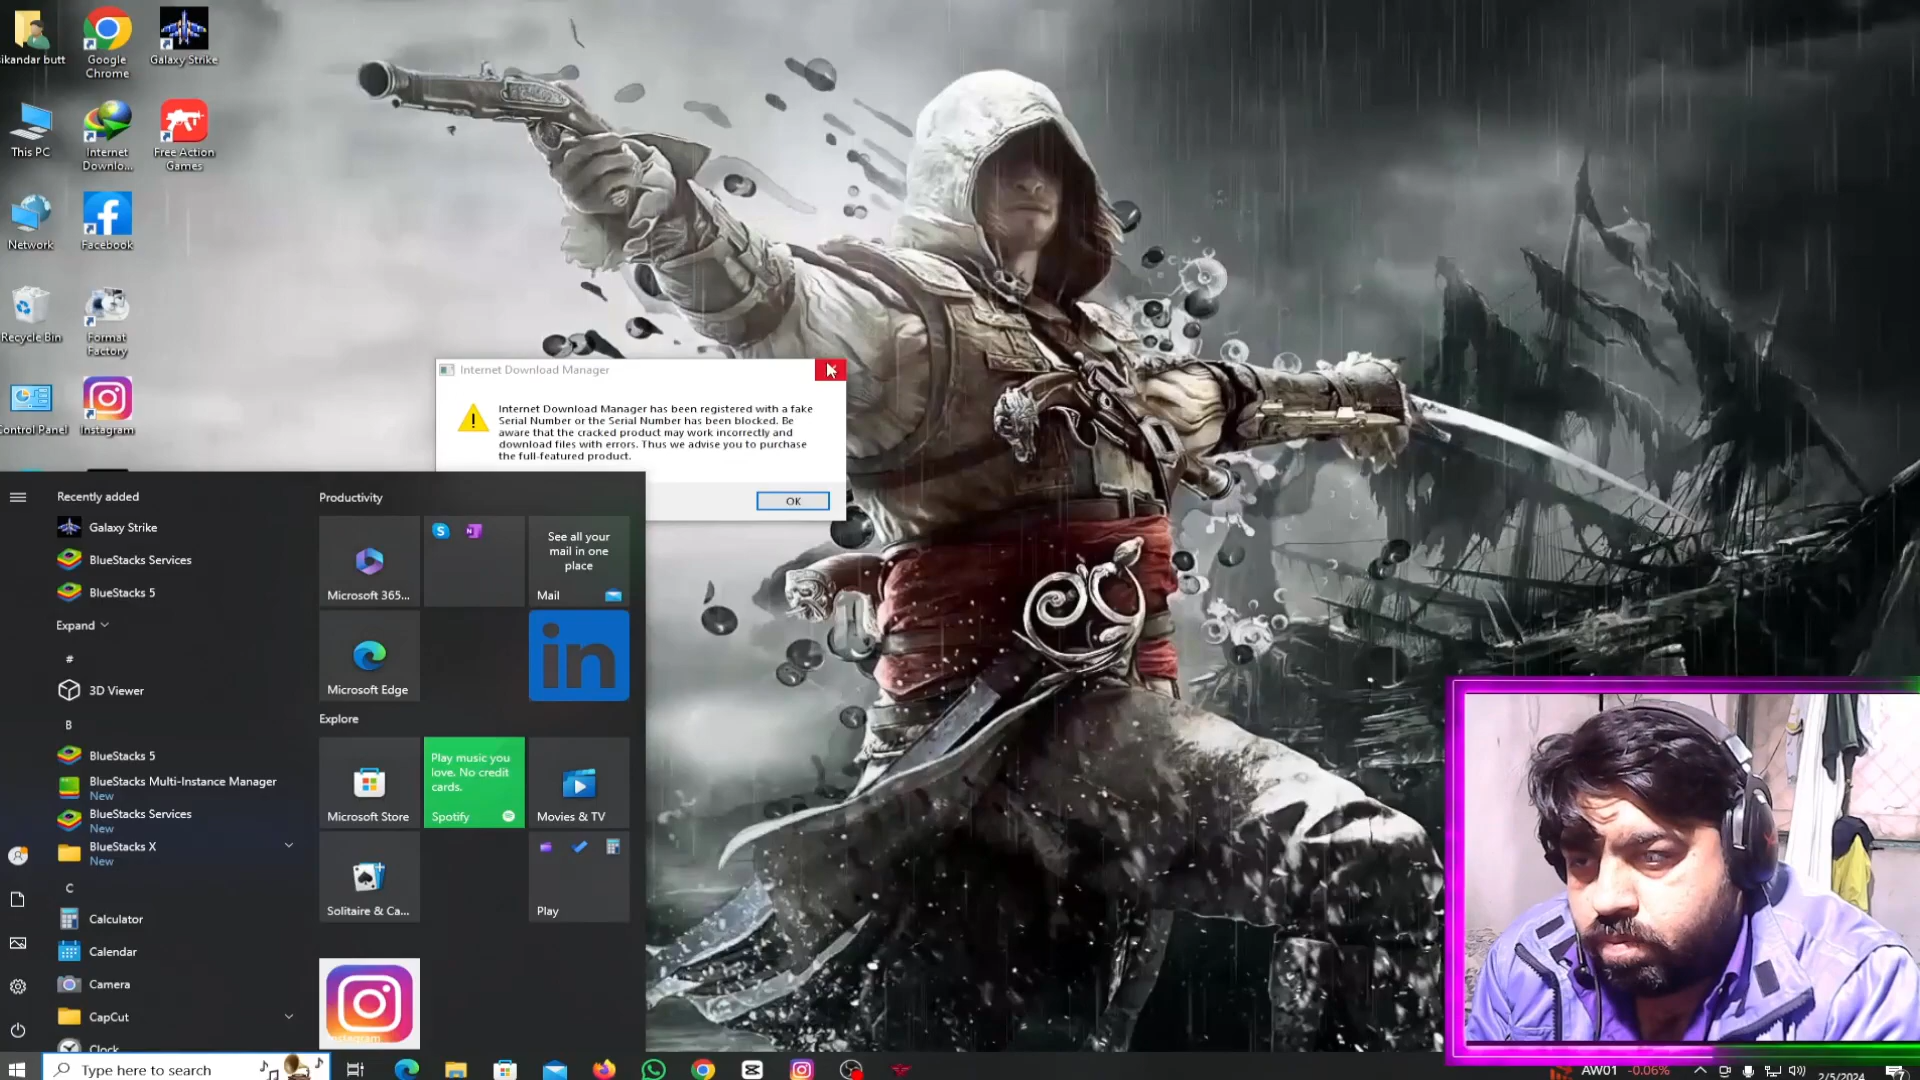 sikandar butt
Google
Chrome
Galaxy Strike
This PC
Internet
Downlo...
Free Action
Games
Network
Facebook
Recycle Bin
Format
Factory
Control Panel
Instagram
Internet Download Manager
Internet Download Manager has been registered with a fake
Serial Number or the Serial Number has been blocked. Be
aware that the cracked product may work incorrectly and
download files with errors. Thus we advise you to purchase
the full-featured product.
OK
Recently added
Galaxy Strike
BlueStacks Services
BlueStacks 5
Expand
#
3D Viewer
B
BlueStacks 5
BlueStacks Multi-Instance Manager
New
BlueStacks Services
New
BlueStacks X
New
C
Calculator
Calendar
Camera
CapCut
Clock
Productivity
Microsoft 365...
See all your
mail in one
place
Mail
Microsoft Edge
in
Explore
Microsoft Store
Play music you
love. No credit
cards.
Spotify
Movies & TV
Solitaire & Ca...
Play
Instagram
Type here to search
AW01 -0.06%
2/5/2024